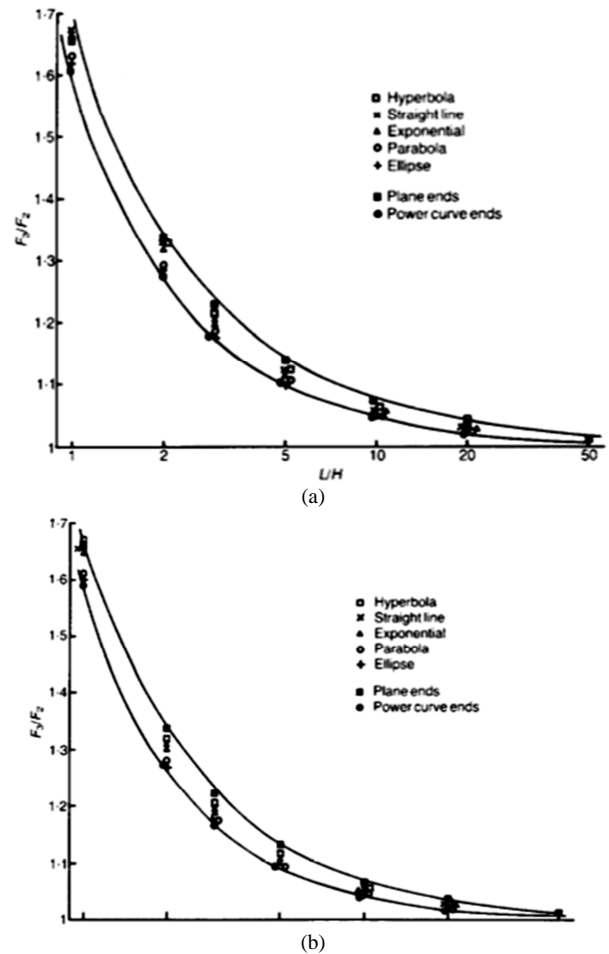 1·7
1·6
1·5
1·4
1·3
1·2
1·1
1
F₃/F₂
Hyperbola
Straight line
Exponential
Parabola
Ellipse
Plane ends
Power curve ends
1 2 5 10 20 50
L/H
(a)
1·7
1·6
1·5
1·4
1·3
1·2
1·1
1
F₃/F₂
Hyperbola
Straight line
Exponential
Parabola
Ellipse
Plane ends
Power curve ends
(b)